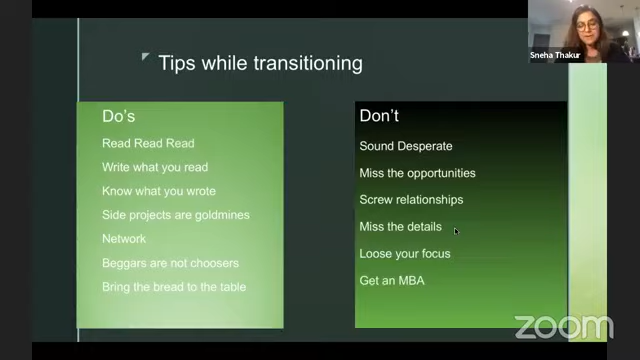 Sneha Thakur
Tips while transitioning
Do's
Read Read Read
Write what you read
Know what you wrote
Side projects are goldmines
Network
Beggars are not choosers
Bring the bread to the table
Don't
Sound Desperate
Miss the opportunities
Screw relationships
Miss the details
Loose your focus
Get an MBA
zoom